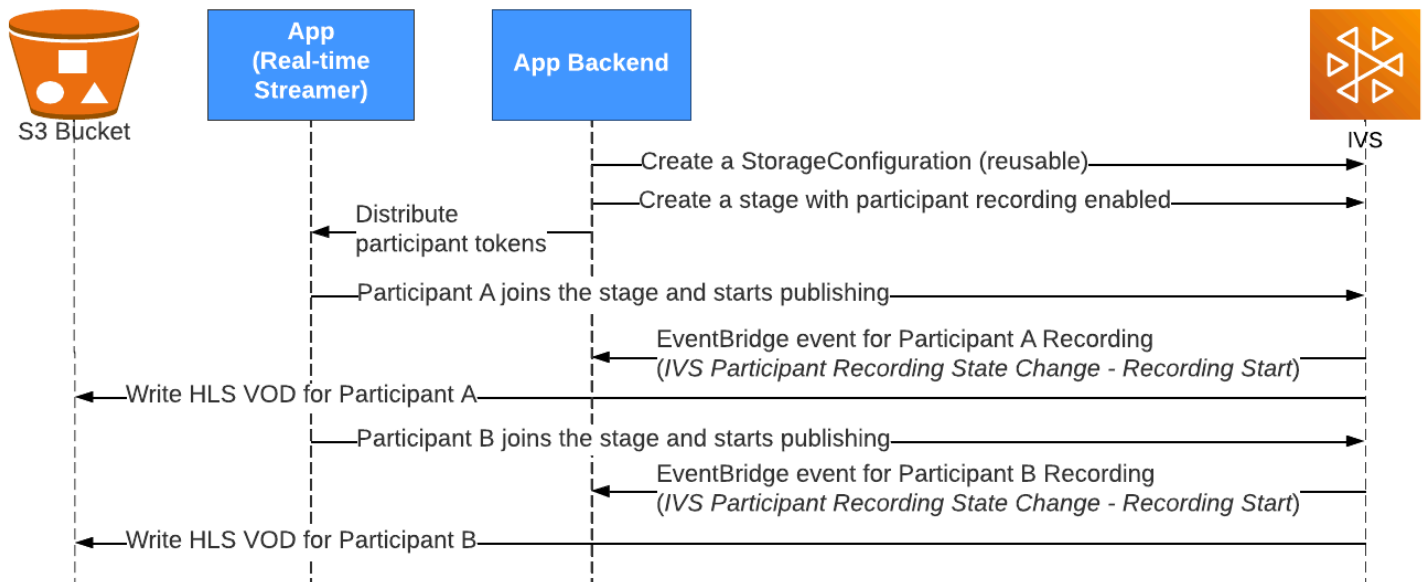 App
(Real-time
Streamer)
App Backend
S3 Bucket
IVS
Create a StorageConfiguration (reusable)
Create a stage with participant recording enabled
Distribute
participant tokens
Participant A joins the stage and starts publishing
EventBridge event for Participant A Recording
(IVS Participant Recording State Change - Recording Start)
Write HLS VOD for Participant A
Participant B joins the stage and starts publishing
EventBridge event for Participant B Recording
(IVS Participant Recording State Change - Recording Start)
Write HLS VOD for Participant B